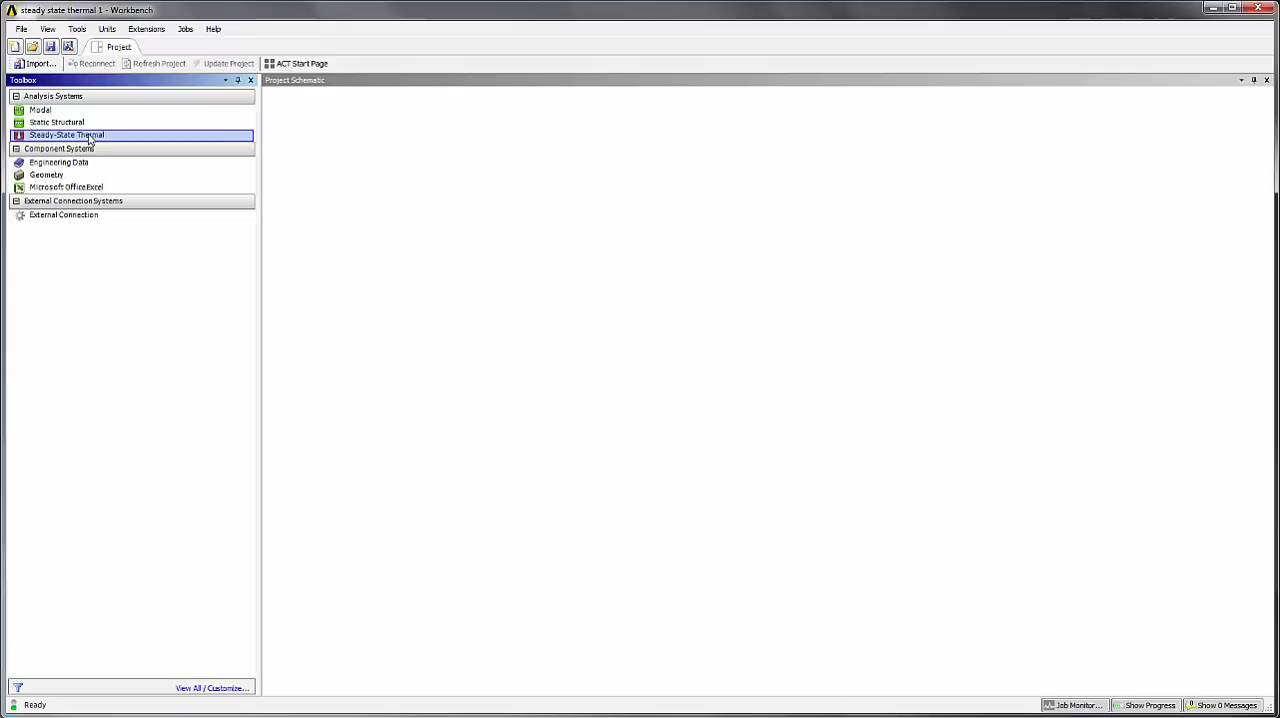 steady state thermal 1 - Workbench
File View Tools Units Extensions Jobs Help
Project
Import... Reconnect Refresh Project Update Project ACT Start Page
Toolbox
Project Schematic
Analysis Systems
Modal
Static Structural
Steady-State Thermal
Component Systems
Engineering Data
Geometry
Microsoft Office Excel
External Connection Systems
External Connection
View All / Customize...
Ready
Job Monitor... Show Progress Show 0 Messages